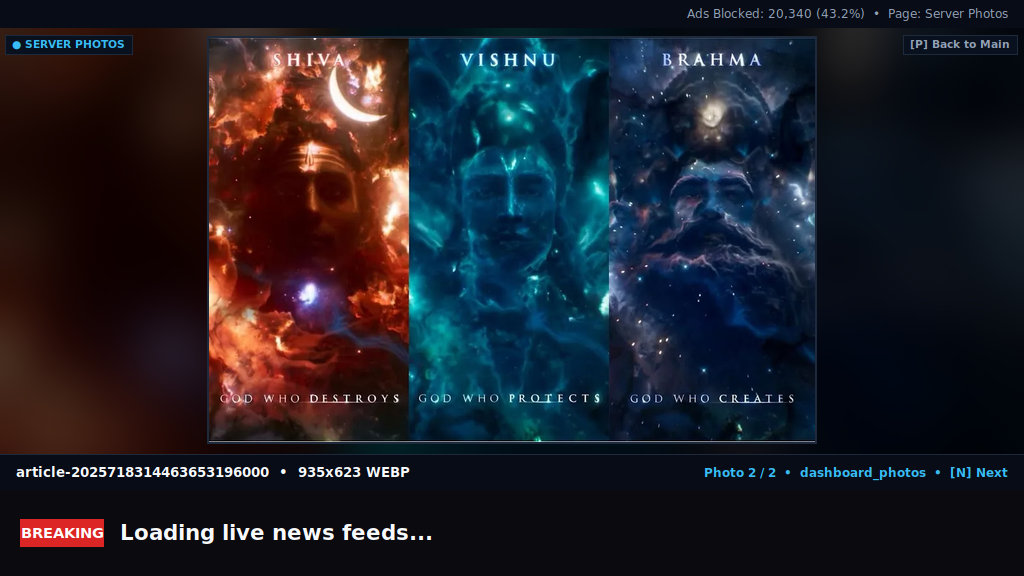 Ads Blocked: 20,340 (43.2%) • Page: Server Photos
● SERVER PHOTOS
[P] Back to Main
SHIVA
VISHNU
BRAHMA
GOD WHO DESTROYS
GOD WHO PROTECTS
GOD WHO CREATES
article-2025718314463653196000 • 935x623 WEBP
Photo 2 / 2 • dashboard_photos • [N] Next
BREAKING
Loading live news feeds...